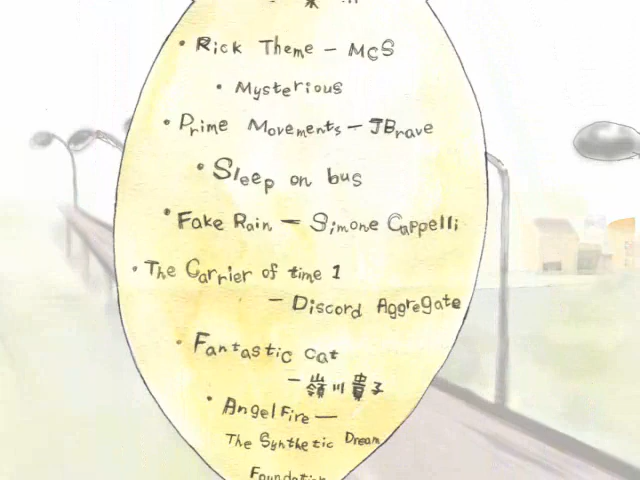 • Rick Theme – MCS
• Mysterious
• Prime Movements – JBrave
• Sleep on bus
• Fake Rain – Simone Cappelli
• The Carrier of time 1
– Discord Aggregate
• Fantastic cat
– 嶺川貴子
• AngelFire –
The Synthetic Dream
Foundation